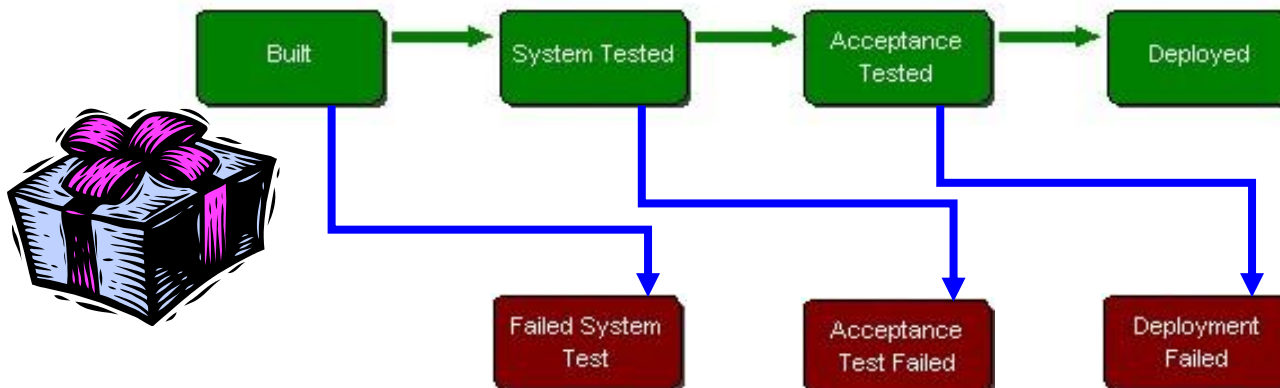 Built
System Tested
Acceptance
Tested
Deployed
Failed System
Test
Acceptance
Test Failed
Deployment
Failed